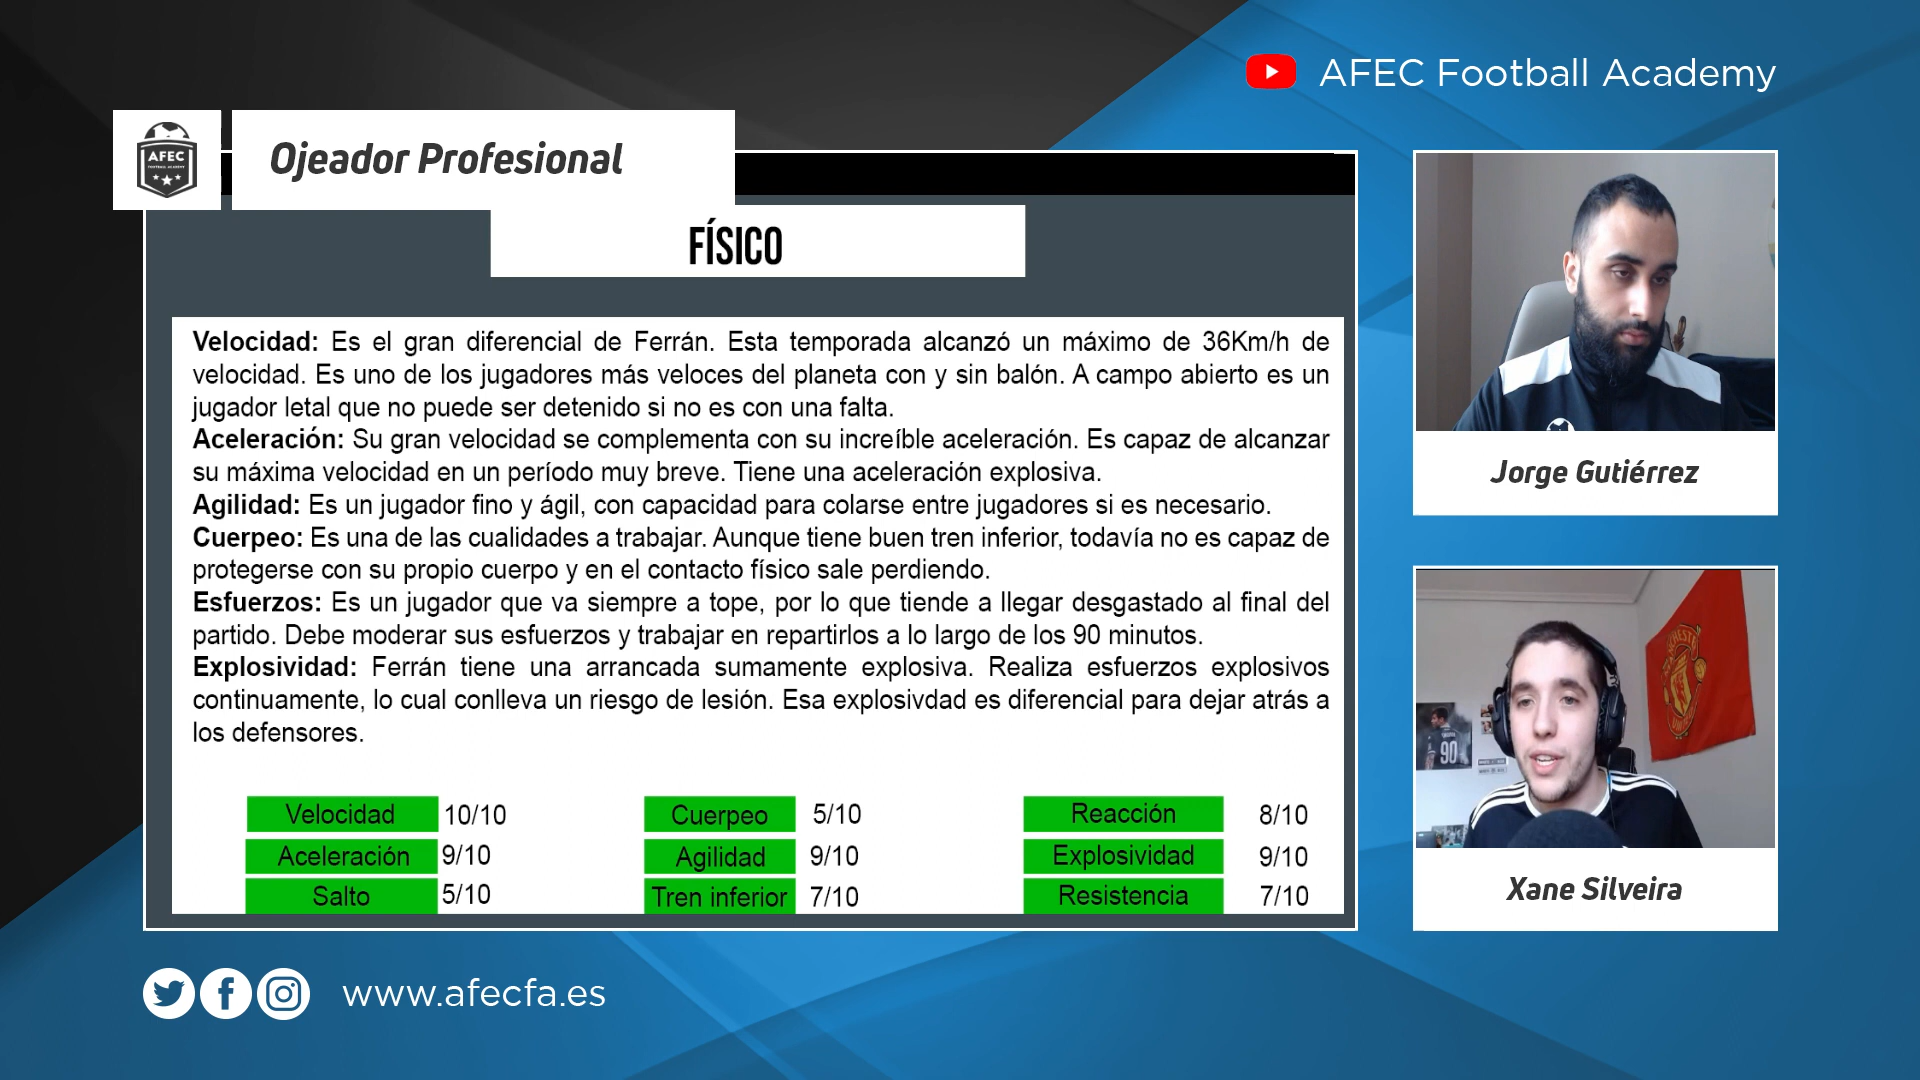 AFEC Football Academy
AFEC
FOOTBALL ACADEMY
Ojeador Profesional
FÍSICO
Velocidad: Es el gran diferencial de Ferrán. Esta temporada alcanzó un máximo de 36Km/h de
velocidad. Es uno de los jugadores más veloces del planeta con y sin balón. A campo abierto es un
jugador letal que no puede ser detenido si no es con una falta.
Aceleración: Su gran velocidad se complementa con su increíble aceleración. Es capaz de alcanzar
su máxima velocidad en un período muy breve. Tiene una aceleración explosiva.
Agilidad: Es un jugador fino y ágil, con capacidad para colarse entre jugadores si es necesario.
Cuerpeo: Es una de las cualidades a trabajar. Aunque tiene buen tren inferior, todavía no es capaz de
protegerse con su propio cuerpo y en el contacto físico sale perdiendo.
Esfuerzos: Es un jugador que va siempre a tope, por lo que tiende a llegar desgastado al final del
partido. Debe moderar sus esfuerzos y trabajar en repartirlos a lo largo de los 90 minutos.
Explosividad: Ferrán tiene una arrancada sumamente explosiva. Realiza esfuerzos explosivos
continuamente, lo cual conlleva un riesgo de lesión. Esa explosivdad es diferencial para dejar atrás a
los defensores.
Velocidad 10/10 Cuerpeo 5/10 Reacción 8/10
Aceleración 9/10 Agilidad 9/10 Explosividad 9/10
Salto 5/10 Tren inferior 7/10 Resistencia 7/10
Jorge Gutiérrez
90
Xane Silveira
www.afecfa.es